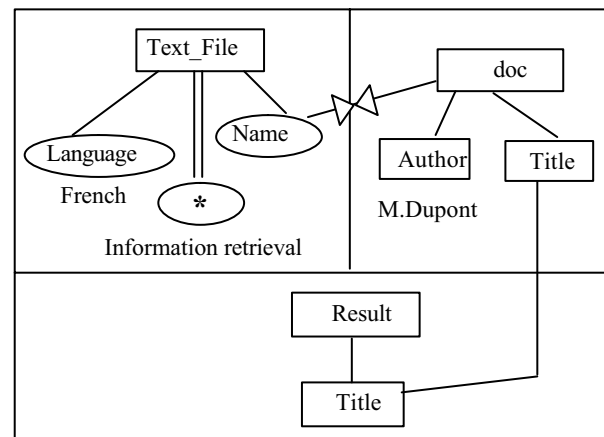 Text_File
doc
Name
Language
Author
Title
French
*
M.Dupont
Information retrieval
Result
Title